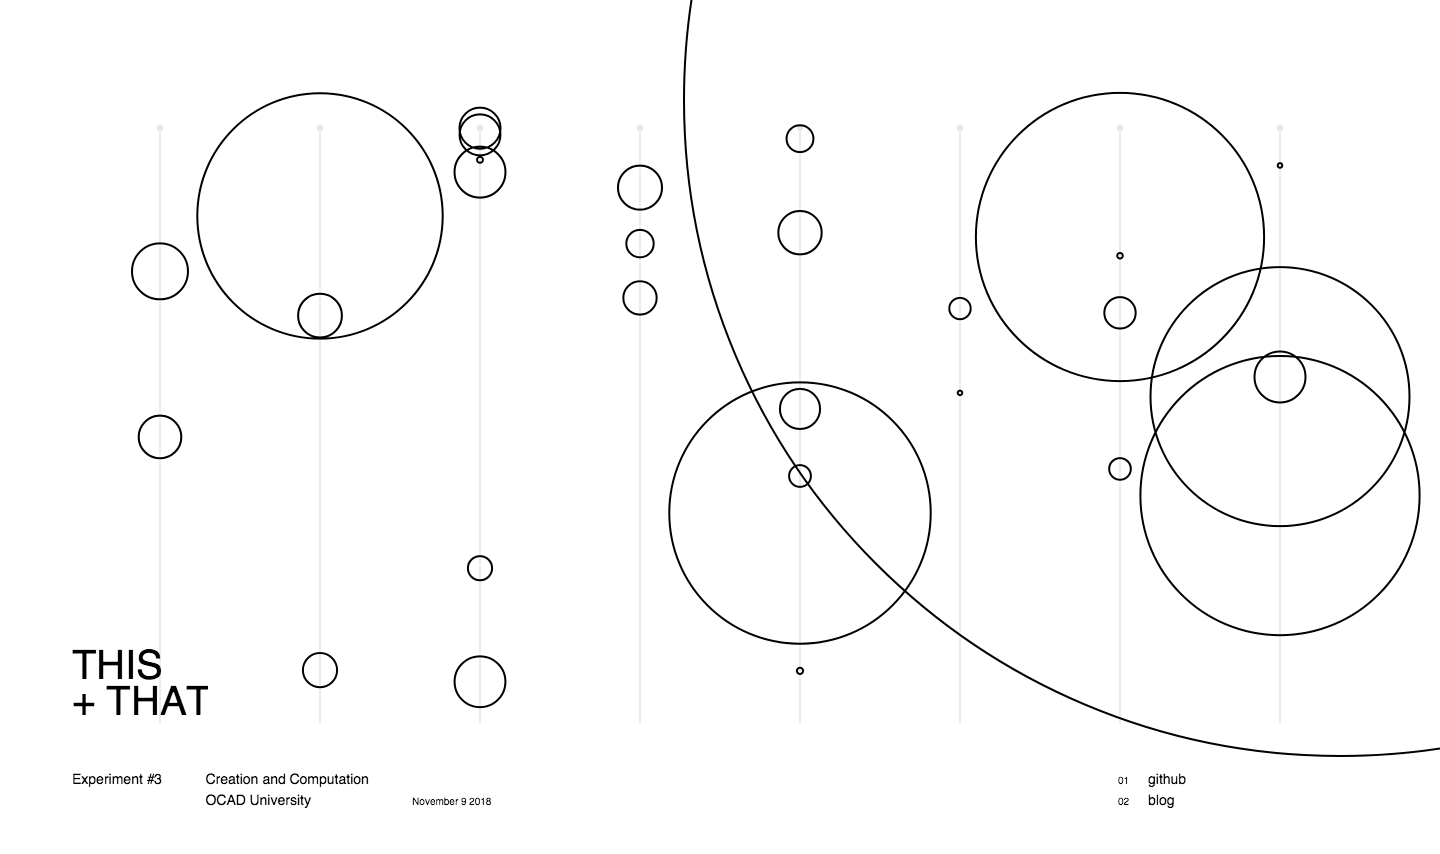 THIS
+ THAT
Experiment #3
Creation and Computation
OCAD University
November 9 2018
01 github
02 blog